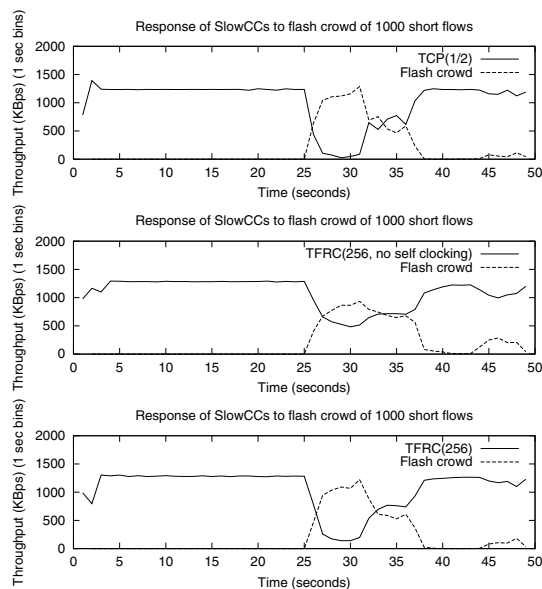 Response of SlowCCs to flash crowd of 1000 short flows
Throughput (KBps) (1 sec bins)
2000
1500
1000
500
0
TCP(1/2)
Flash crowd
0 5 10 15 20 25 30 35 40 45 50
Time (seconds)
Response of SlowCCs to flash crowd of 1000 short flows
Throughput (KBps) (1 sec bins)
2000
1500
1000
500
0
TFRC(256, no self clocking)
Flash crowd
0 5 10 15 20 25 30 35 40 45 50
Time (seconds)
Response of SlowCCs to flash crowd of 1000 short flows
Throughput (KBps) (1 sec bins)
2000
1500
1000
500
0
TFRC(256)
Flash crowd
0 5 10 15 20 25 30 35 40 45 50
Time (seconds)